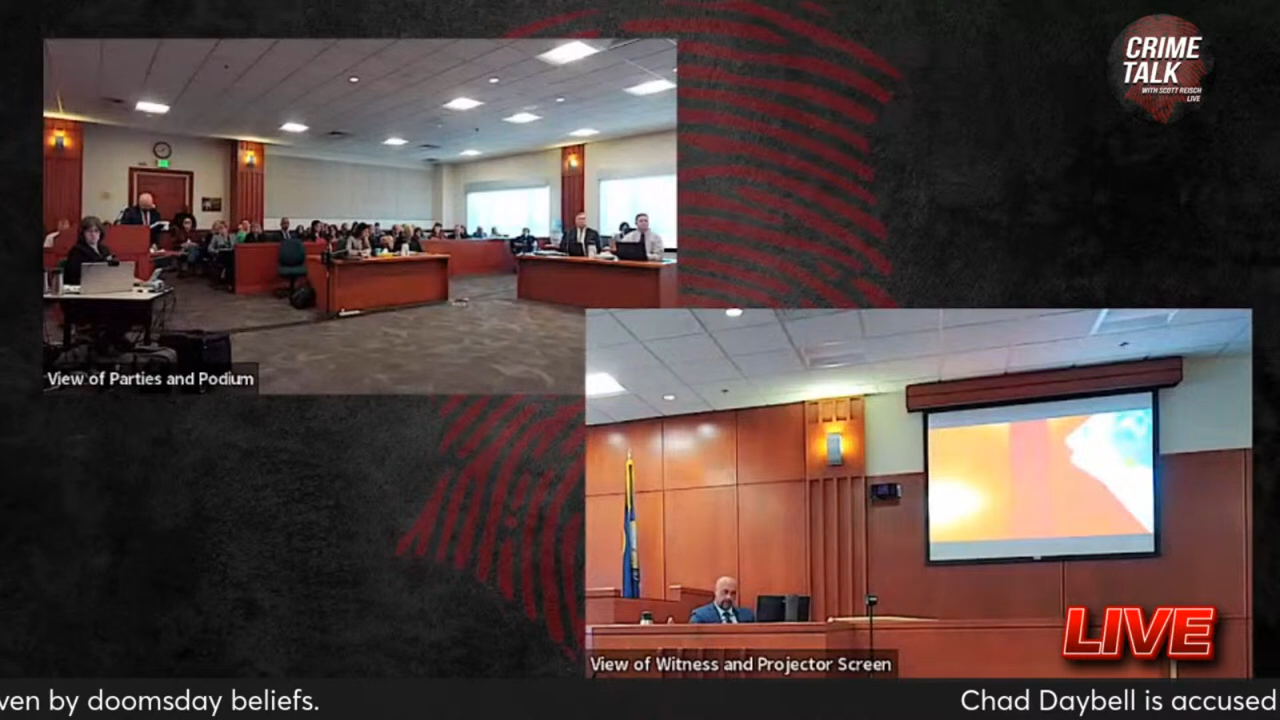 CRIME
TALK
WITH SCOTT REISCH
LIVE
View of Parties and Podium
View of Witness and Projector Screen
LIVE
ven by doomsday beliefs.
Chad Daybell is accused